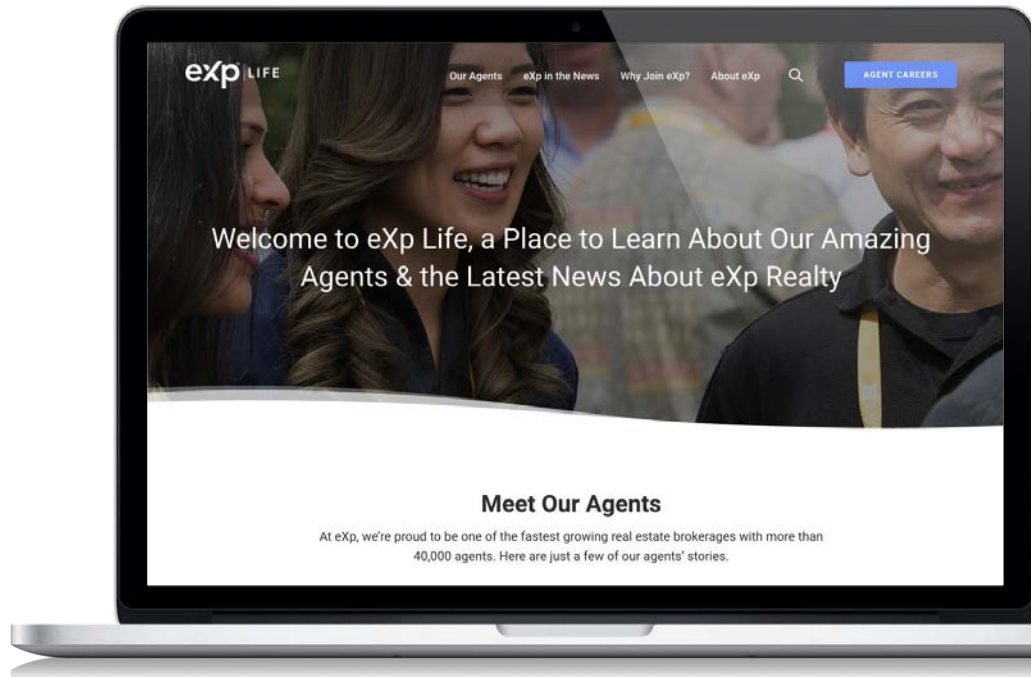 eXp LIFE
Our Agents eXp in the News Why Join eXp? About eXp AGENT CAREERS
Welcome to eXp Life, a Place to Learn About Our Amazing
Agents & the Latest News About eXp Realty
Meet Our Agents
At eXp, we're proud to be one of the fastest growing real estate brokerages with more than
40,000 agents. Here are just a few of our agents' stories.